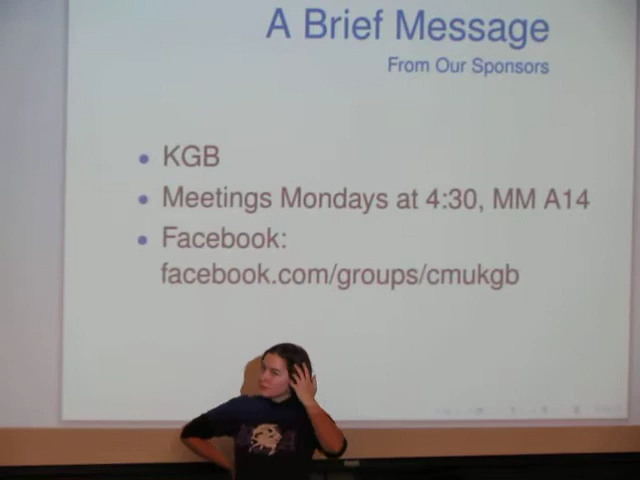 A Brief Message
From Our Sponsors
• KGB
• Meetings Mondays at 4:30, MM A14
• Facebook:
facebook.com/groups/cmukgb